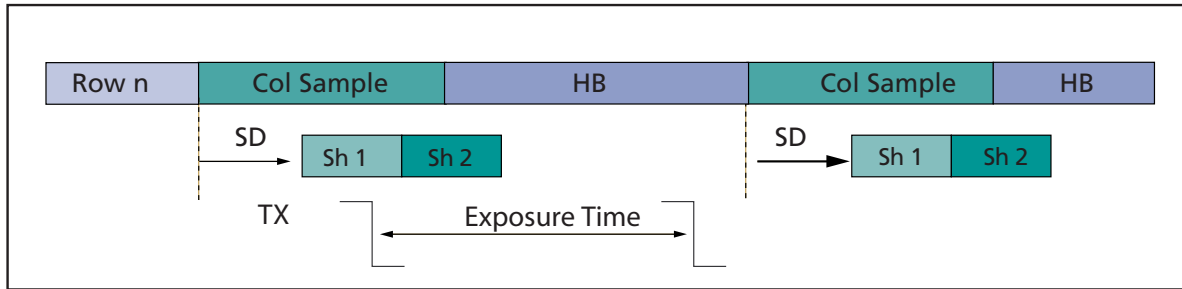 Row n Col Sample HB Col Sample HB
SD Sh 1 Sh 2 SD Sh 1 Sh 2
TX Exposure Time